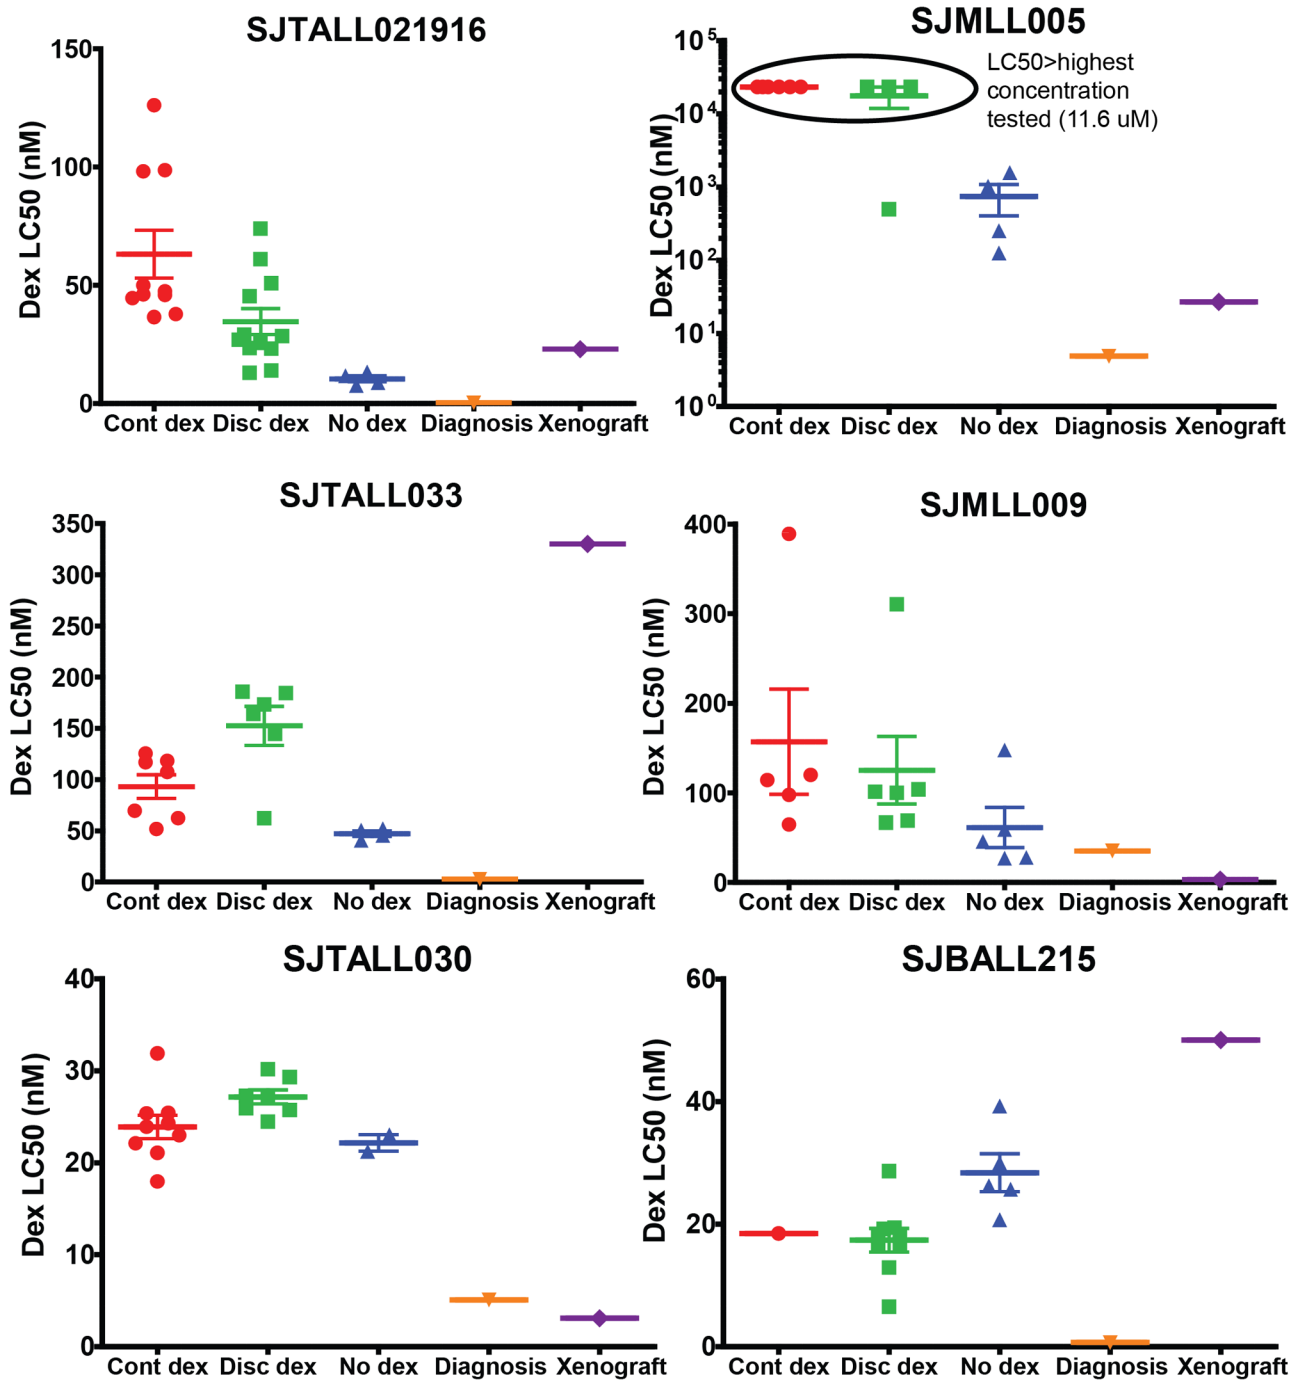 SJTALL021916
Dex LC50 (nM)
150
100
50
0
Cont dex Disc dex No dex Diagnosis Xenograft
SJMLL005
Dex LC50 (nM)
10^5
10^4
10^3
10^2
10^1
10^0
LC50>highest
concentration
tested (11.6 uM)
Cont dex Disc dex No dex Diagnosis Xenograft
SJTALL033
Dex LC50 (nM)
350
300
250
200
150
100
50
0
Cont dex Disc dex No dex Diagnosis Xenograft
SJMLL009
Dex LC50 (nM)
400
300
200
100
0
Cont dex Disc dex No dex Diagnosis Xenograft
SJTALL030
Dex LC50 (nM)
40
30
20
10
0
Cont dex Disc dex No dex Diagnosis Xenograft
SJBALL215
Dex LC50 (nM)
60
40
20
0
Cont dex Disc dex No dex Diagnosis Xenograft